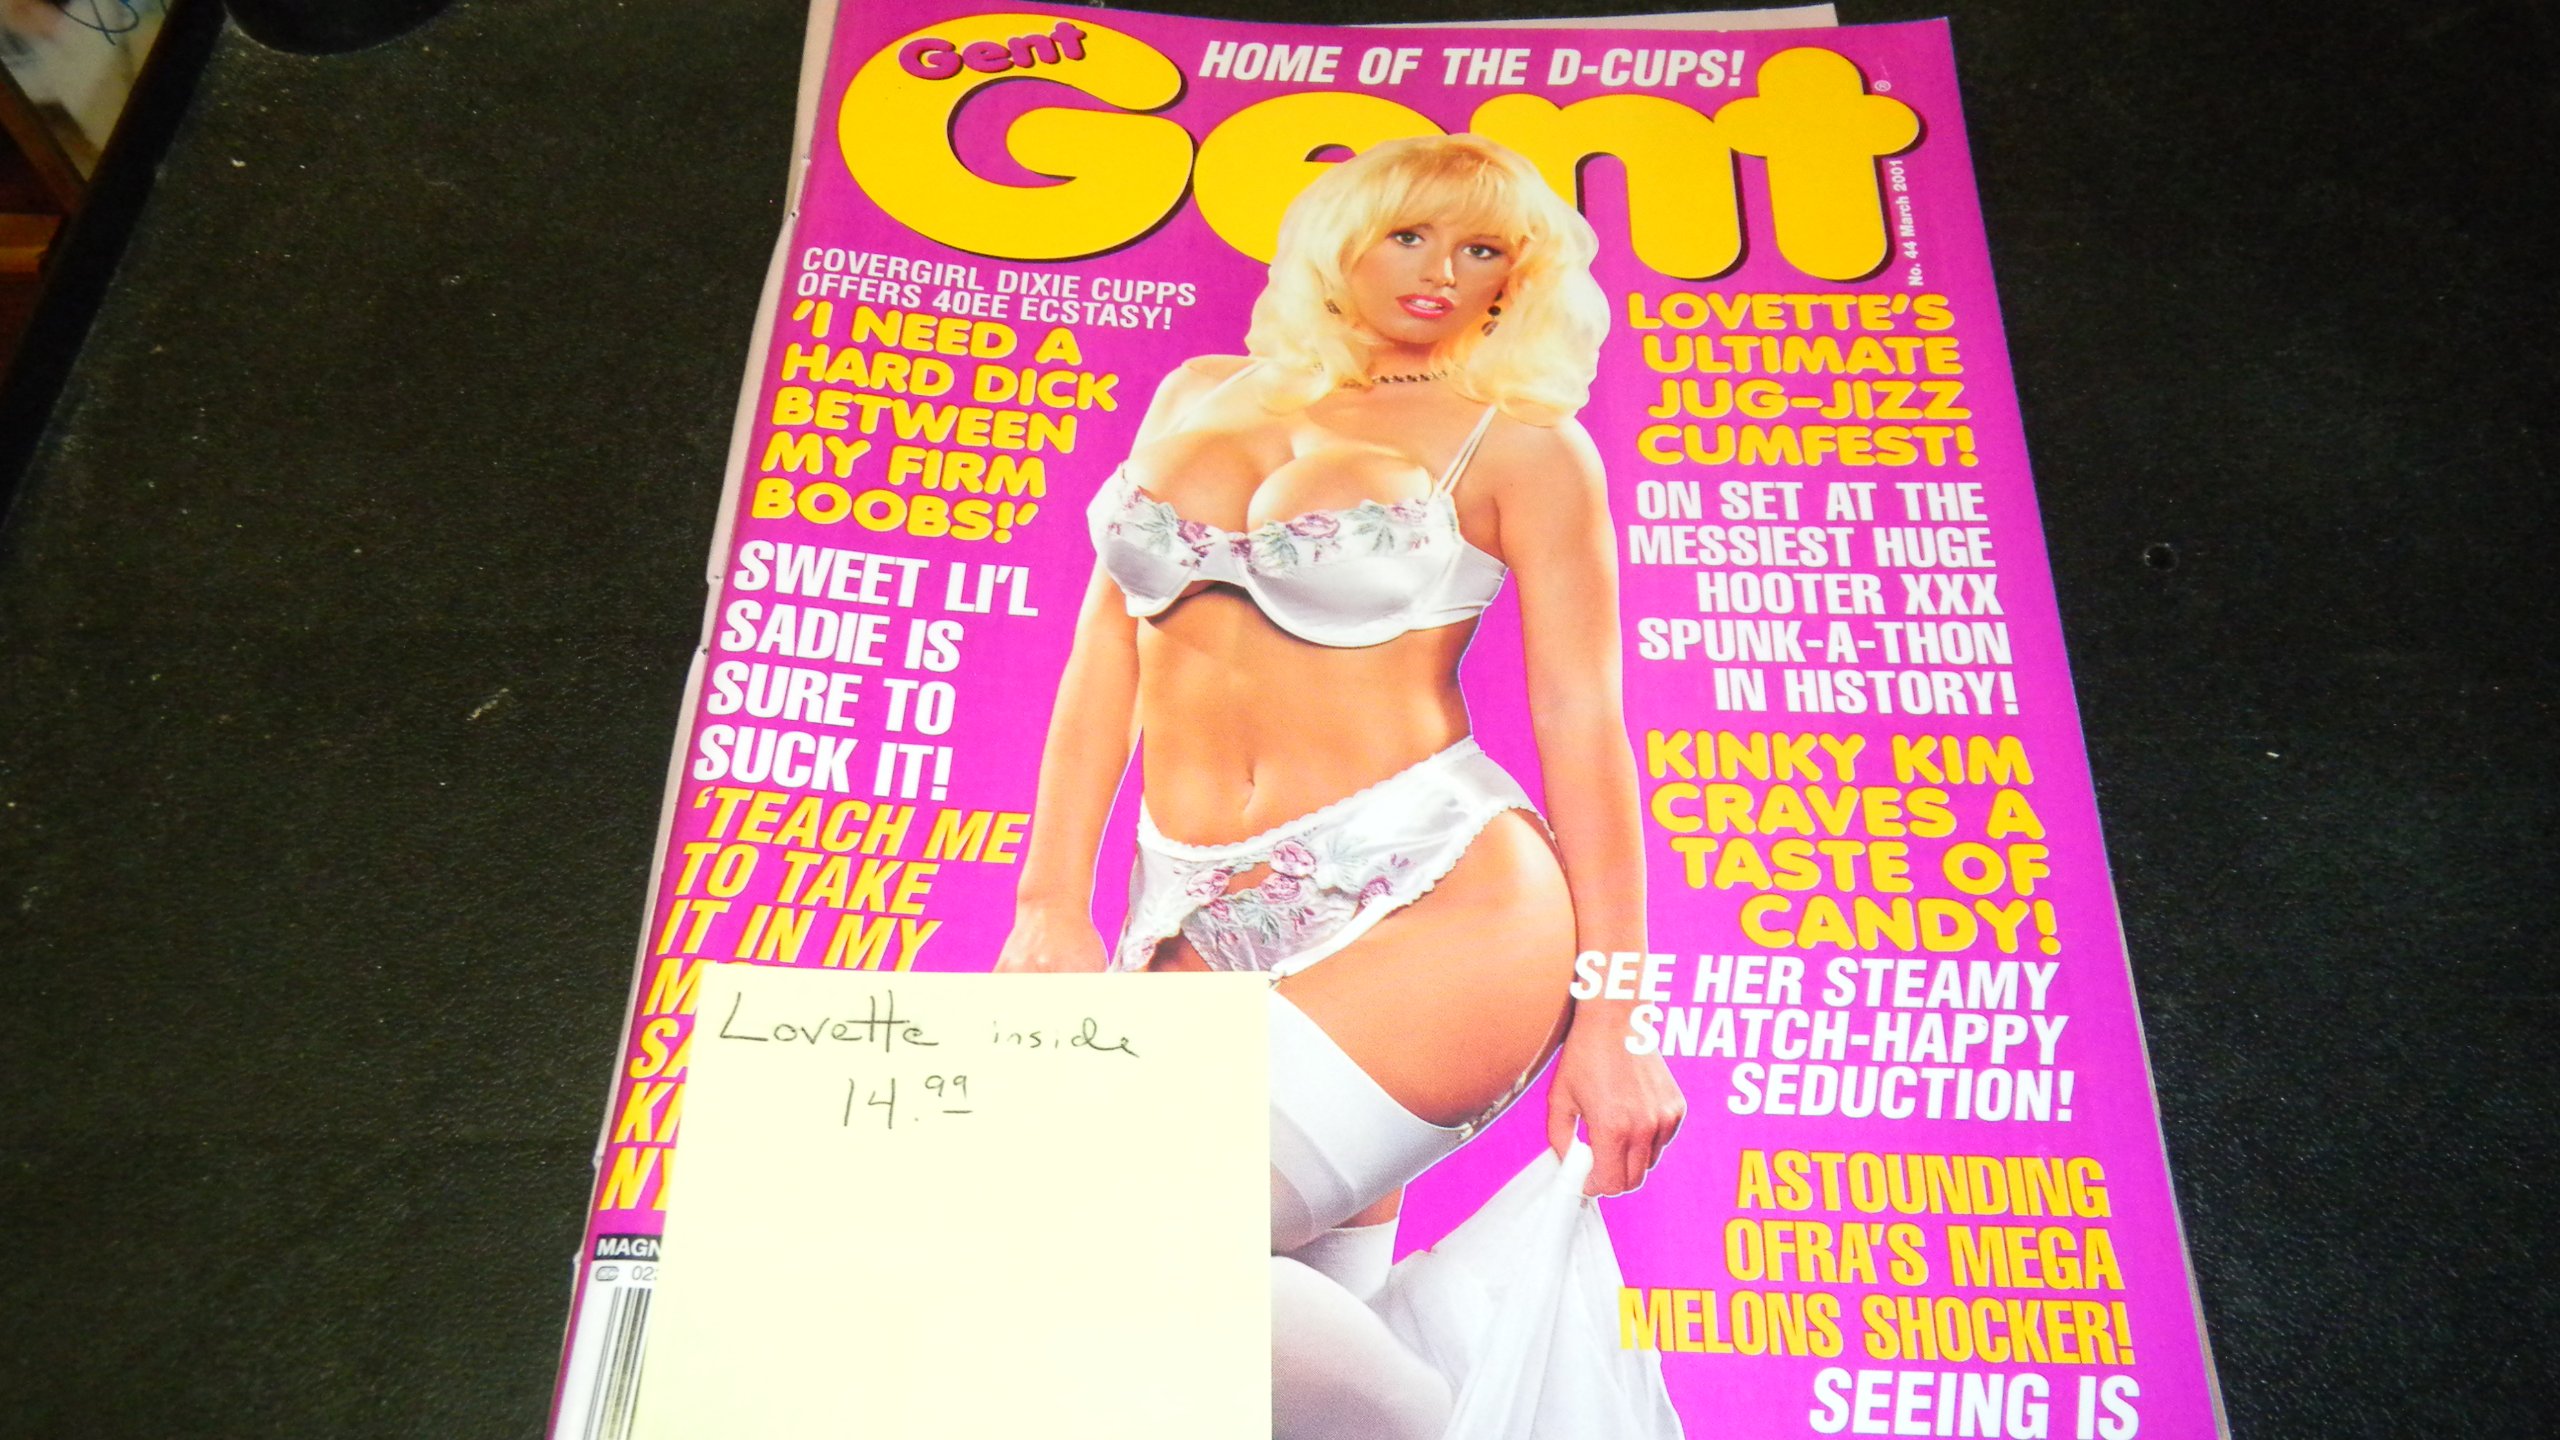 Gent
HOME OF THE D-CUPS!
Gent
®
No. 44 March 2001
COVERGIRL DIXIE CUPPS
OFFERS 40EE ECSTASY!
'I NEED A
HARD DICK
BETWEEN
MY FIRM
BOOBS!'
SWEET LI'L
SADIE IS
SURE TO
SUCK IT!
'TEACH ME
TO TAKE
IT IN MY
LOVETTE'S
ULTIMATE
JUG-JIZZ
CUMFEST!
ON SET AT THE
MESSIEST HUGE
HOOTER XXX
SPUNK-A-THON
IN HISTORY!
KINKY KIM
CRAVES A
TASTE OF
CANDY!
SEE HER STEAMY
SNATCH-HAPPY
SEDUCTION!
ASTOUNDING
OFRA'S MEGA
MELONS SHOCKER!
SEEING IS
Lovette inside
14.99
MAGN